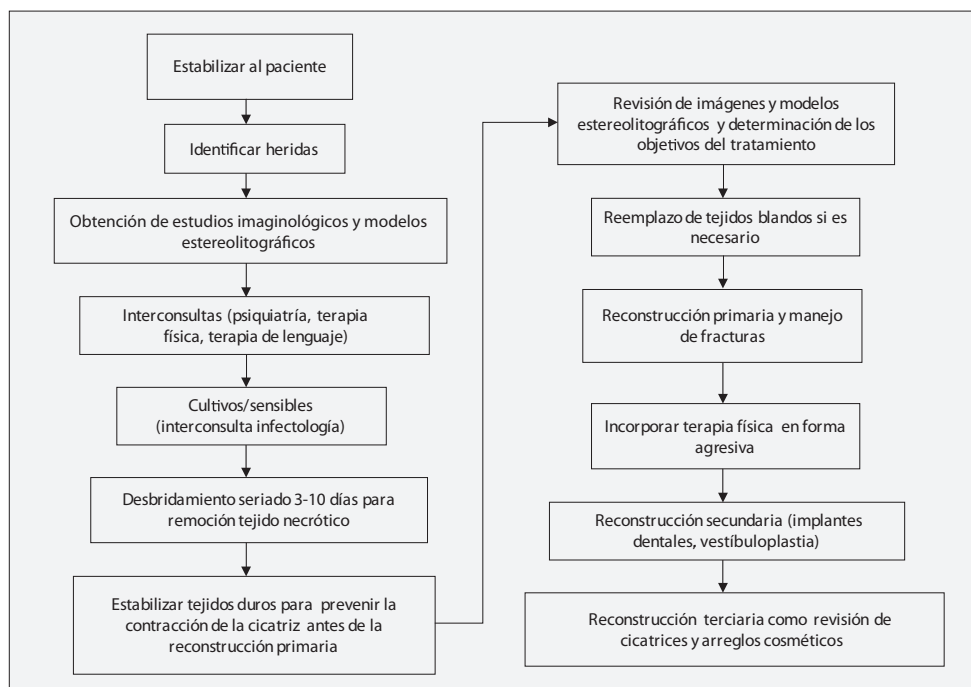 Estabilizar al paciente
Identificar heridas
Obtención de estudios imaginológicos y modelos
estereolitográficos
Interconsultas (psiquiatría, terapia
física, terapia de lenguaje)
Cultivos/sensibles
(interconsulta infectología)
Desbridamiento seriado 3-10 días para
remoción tejido necrótico
Estabilizar tejidos duros para prevenir la
contracción de la cicatriz antes de la
reconstrucción primaria
Revisión de imágenes y modelos
estereolitográficos y determinación de los
objetivos del tratamiento
Reemplazo de tejidos blandos si es
necesario
Reconstrucción primaria y manejo
de fracturas
Incorporar terapia física en forma
agresiva
Reconstrucción secundaria (implantes
dentales, vestíbuloplastia)
Reconstrucción terciaria como revisión de
cicatrices y arreglos cosméticos